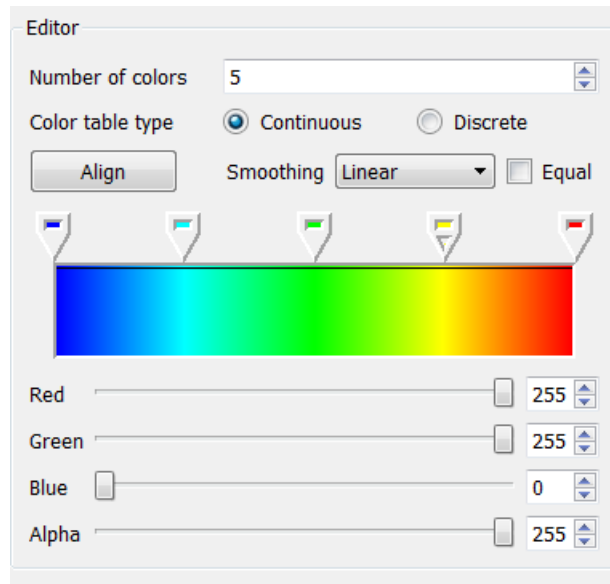 Editor
Number of colors 5
Color table type Continuous Discrete
Align Smoothing Linear Equal
Red 255
Green 255
Blue 0
Alpha 255